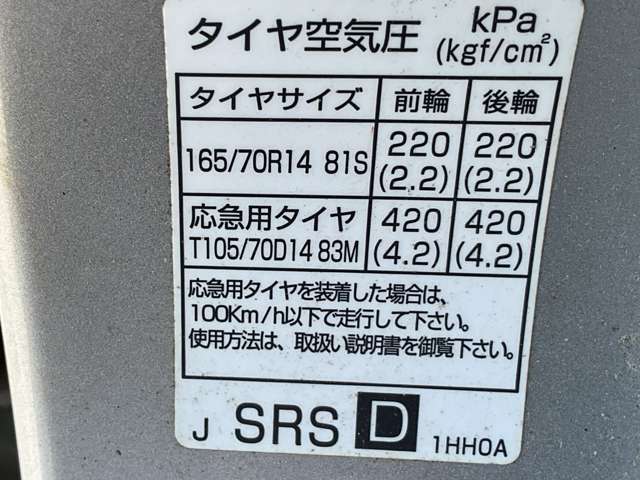 タイヤ空気圧 kPa
(kgf/cm²)
タイヤサイズ 前輪 後輪
165/70R14 81S 220 220
(2.2) (2.2)
応急用タイヤ 420 420
T105/70D14 83M (4.2) (4.2)
応急用タイヤを装着した場合は、
100Km/h以下で走行して下さい。
使用方法は、取扱い説明書を御覧下さい。
J SRS D 1HH0A